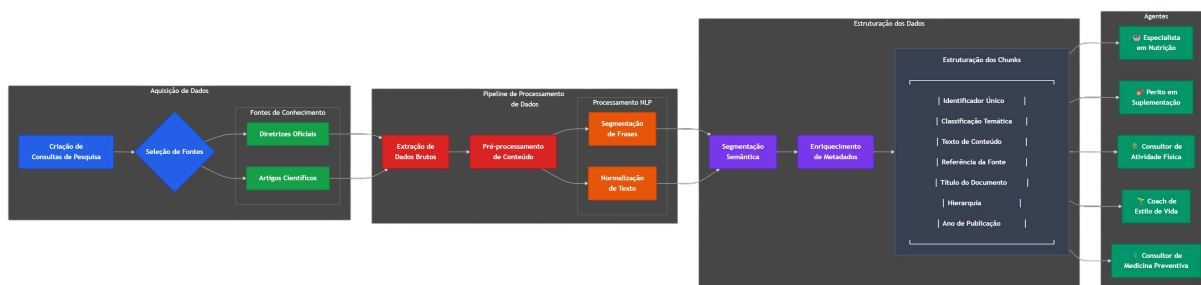 Aquisição de Dados
Criação de
Consultas de Pesquisa
Seleção de Fontes
Fontes de Conhecimento
Diretrizes Oficiais
Artigos Científicos
Pipeline de Processamento
de Dados
Extração de
Dados Brutos
Pré-processamento
de Conteúdo
Processamento NLP
Segmentação
de Frases
Normalização
de Texto
Estruturação dos Dados
Segmentação
Semântica
Enriquecimento
de Metadados
Estruturação dos Chunks
| Identificador Único |
| Classificação Temática |
| Texto de Conteúdo |
| Referência da Fonte |
| Título do Documento |
| Hierarquia |
| Ano de Publicação |
Agentes
Especialista
em Nutrição
Perito em
Suplementação
Consultor de
Atividade Física
Coach de
Estilo de Vida
Consultor de
Medicina Preventiva